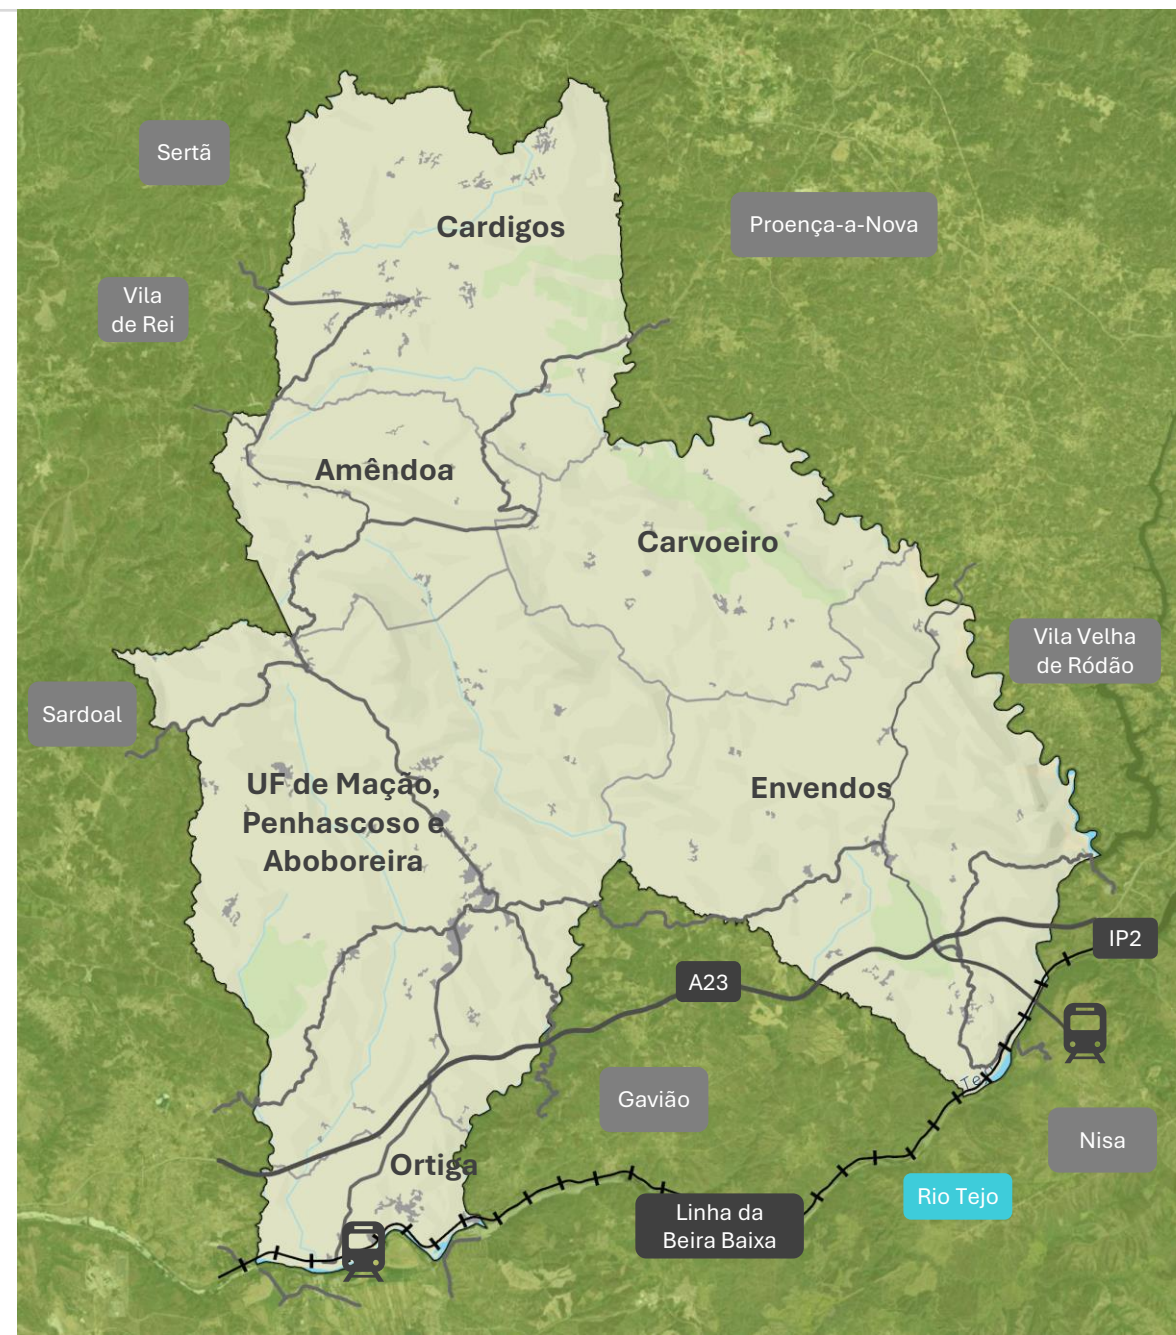 Sertã
Cardigos
Proença-a-Nova
Vila
de Rei
Amêndoa
Carvoeiro
Vila Velha
de Ródão
Sardoal
UF de Mação,
Penhascoso e
Aboboreira
Envendos
IP2
A23
Gavião
Nisa
Ortiga
Rio Tejo
Linha da
Beira Baixa